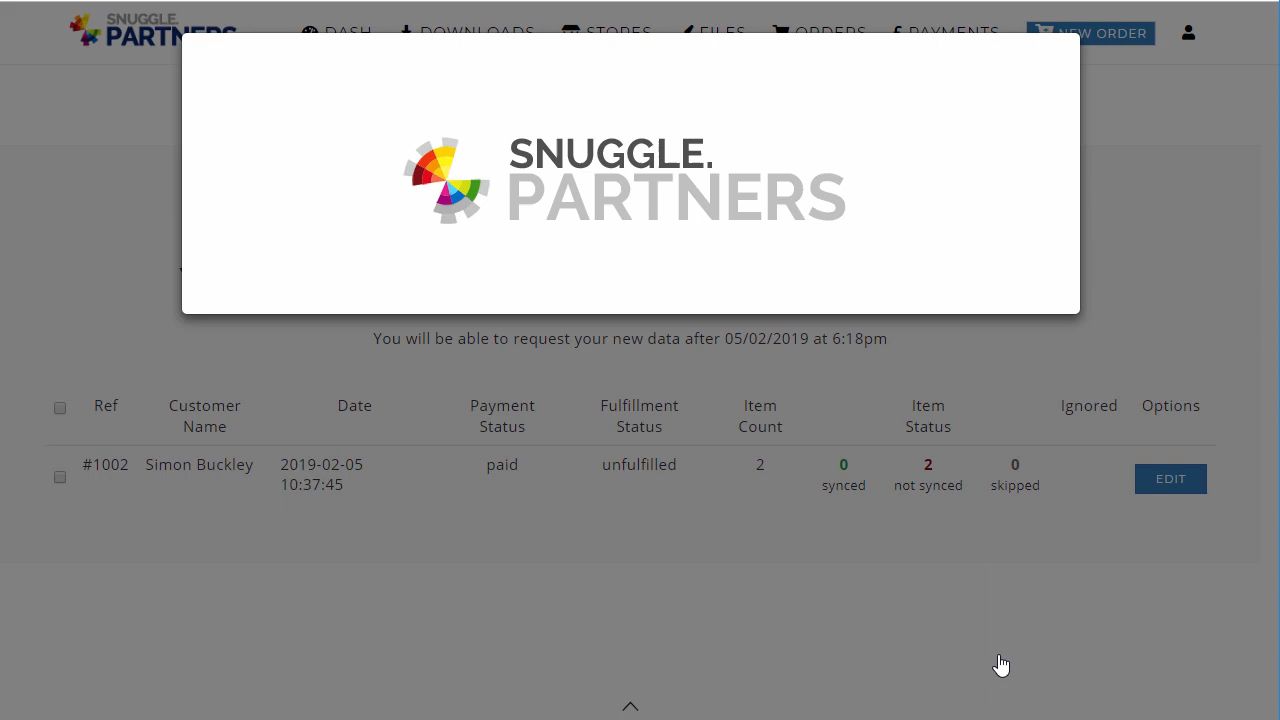 SNUGGLE.
PARTNERS
DASH DOWNLOADS STORES FILES ORDERS £ PAYMENTS NEW ORDER
SNUGGLE.
PARTNERS
You will be able to request your new data after 05/02/2019 at 6:18pm
Ref Customer Name Date Payment Status Fulfillment Status Item Count Item Status Ignored Options
#1002 Simon Buckley 2019-02-05 10:37:45 paid unfulfilled 2 0 synced 2 not synced 0 skipped EDIT